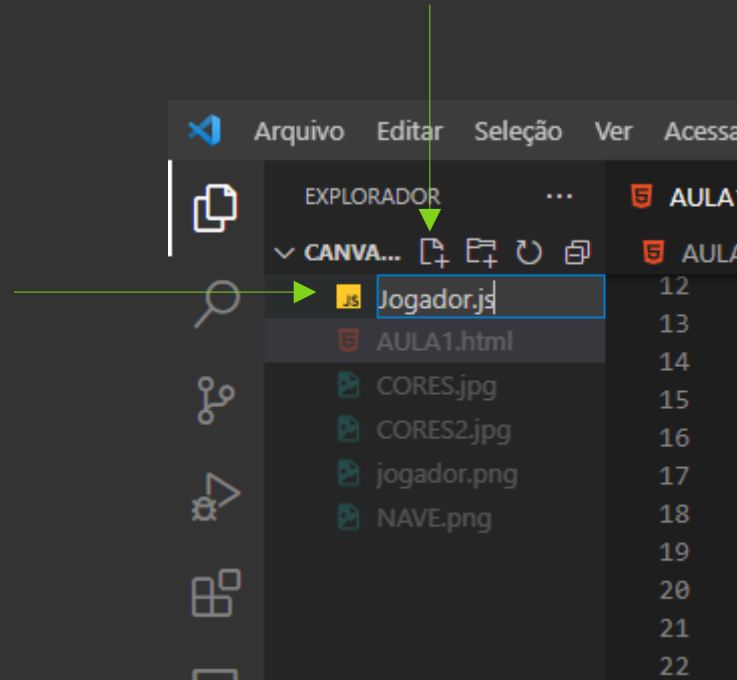 Arquivo Editar Seleção Ver Acessa
EXPLORADOR ... AULA1
CANVA... AULA
JS Jogador.js
AULA1.html
CORES.jpg
CORES2.jpg
jogador.png
NAVE.png
12
13
14
15
16
17
18
19
20
21
22